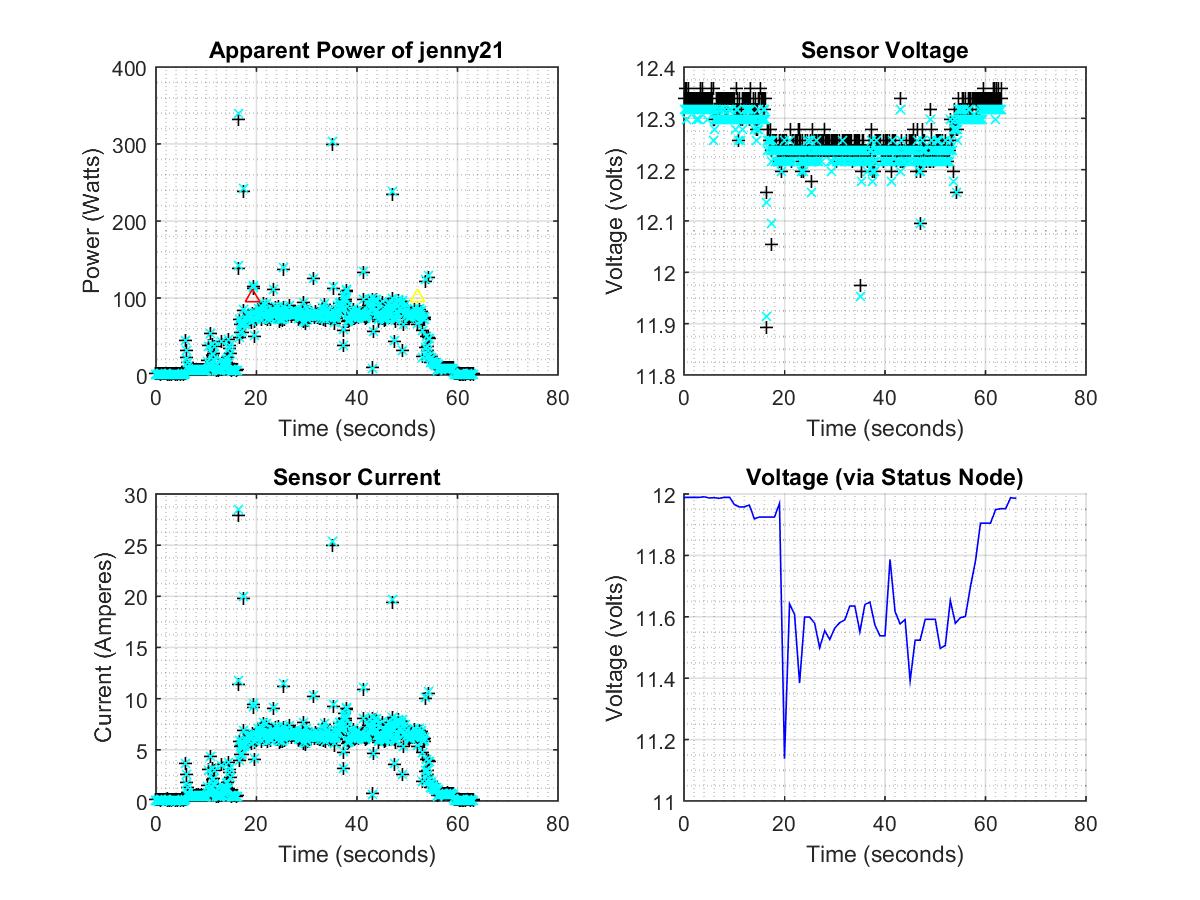 Apparent Power of jenny21
400
300
200
100
0
Power (Watts)
0 20 40 60 80
Time (seconds)
Sensor Voltage
12.4
12.3
12.2
12.1
12
11.9
11.8
Voltage (volts)
0 20 40 60 80
Time (seconds)
Sensor Current
30
25
20
15
10
5
0
Current (Amperes)
0 20 40 60 80
Time (seconds)
Voltage (via Status Node)
12
11.8
11.6
11.4
11.2
11
Voltage (volts)
0 20 40 60 80
Time (seconds)